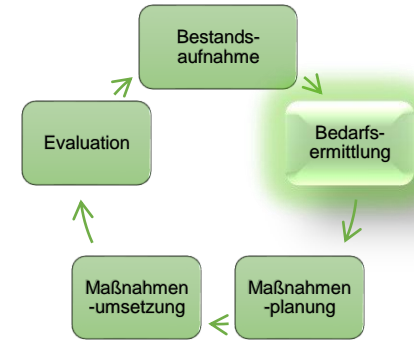 Bestands-
aufnahme
Bedarfs-
ermittlung
Maßnahmen
-planung
Maßnahmen
-umsetzung
Evaluation